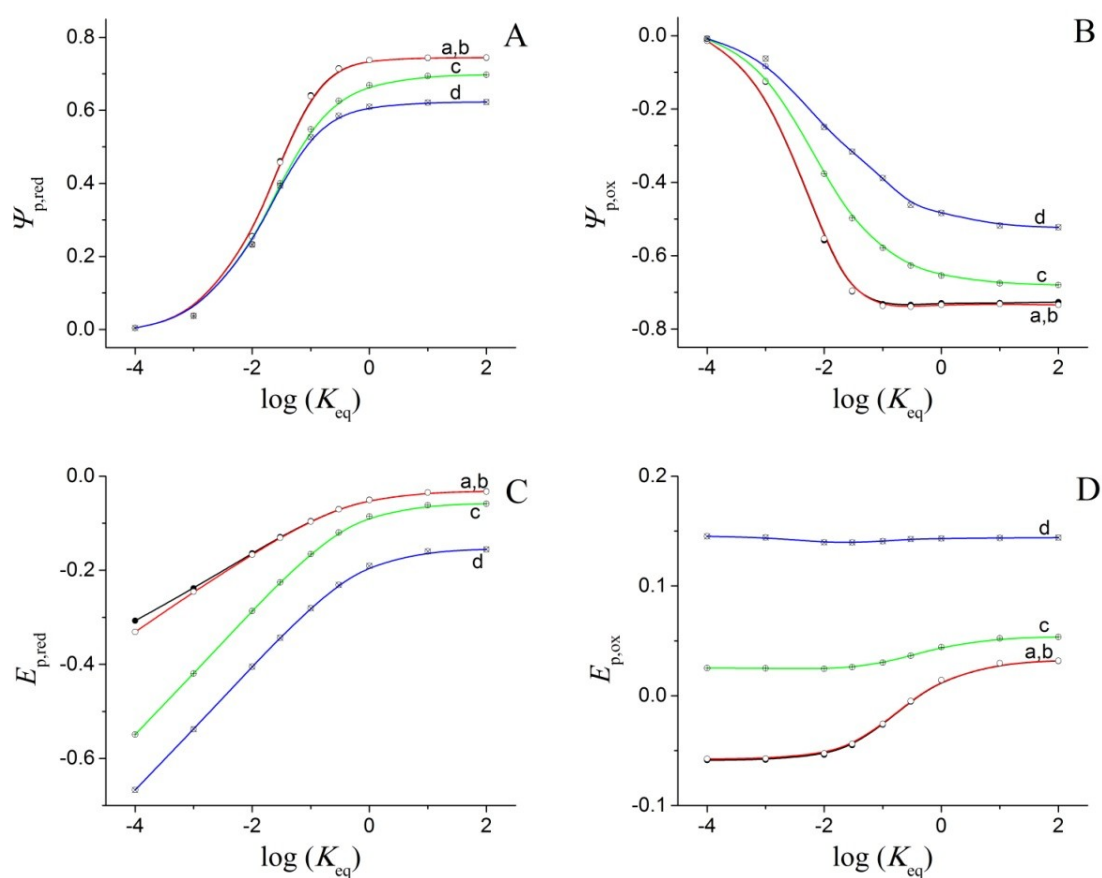 A
0.8
0.6
0.4
0.2
0.0
Ψp,red
a,b
c
d
-4 -2 0 2
log (Keq)
B
0.0
-0.2
-0.4
-0.6
-0.8
Ψp,ox
d
c
a,b
-4 -2 0 2
log (Keq)
C
0.0
-0.2
-0.4
-0.6
Ep,red
a,b
c
d
-4 -2 0 2
log (Keq)
D
0.2
0.1
0.0
-0.1
Ep,ox
d
c
a,b
-4 -2 0 2
log (Keq)